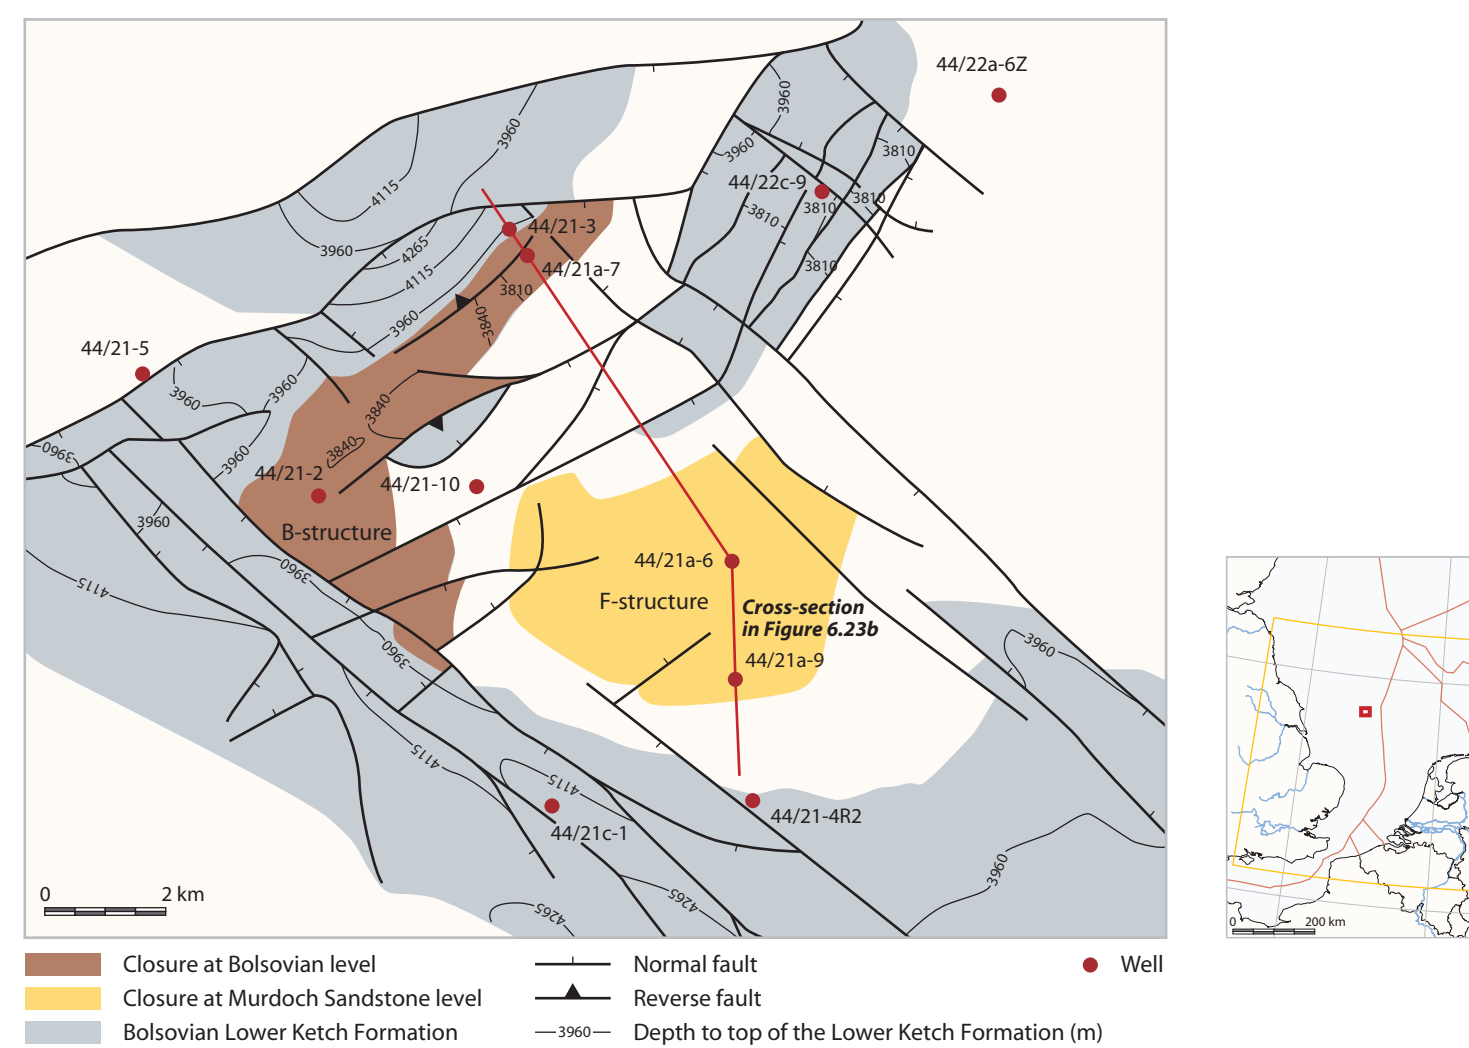 44/22a-6Z
3960
3960
3960
3810
4115
44/22c-9
3810
3810
3810
44/21-3
3960
4265
44/21a-7
3810
4115
3810
3840
3960
44/21-5
3960
3960
3840
3840
3960
3960
44/21-2
44/21-10
3960
B-structure
44/21a-6
3960
4115
F-structure
Cross-section
in Figure 6.23b
3960
3960
44/21a-9
4115
4115
44/21c-1
44/21-4R2
3960
0 2 km
4265
4265
0 200 km
Closure at Bolsovian level
Closure at Murdoch Sandstone level
Bolsovian Lower Ketch Formation
Normal fault
Reverse fault
3960 Depth to top of the Lower Ketch Formation (m)
Well